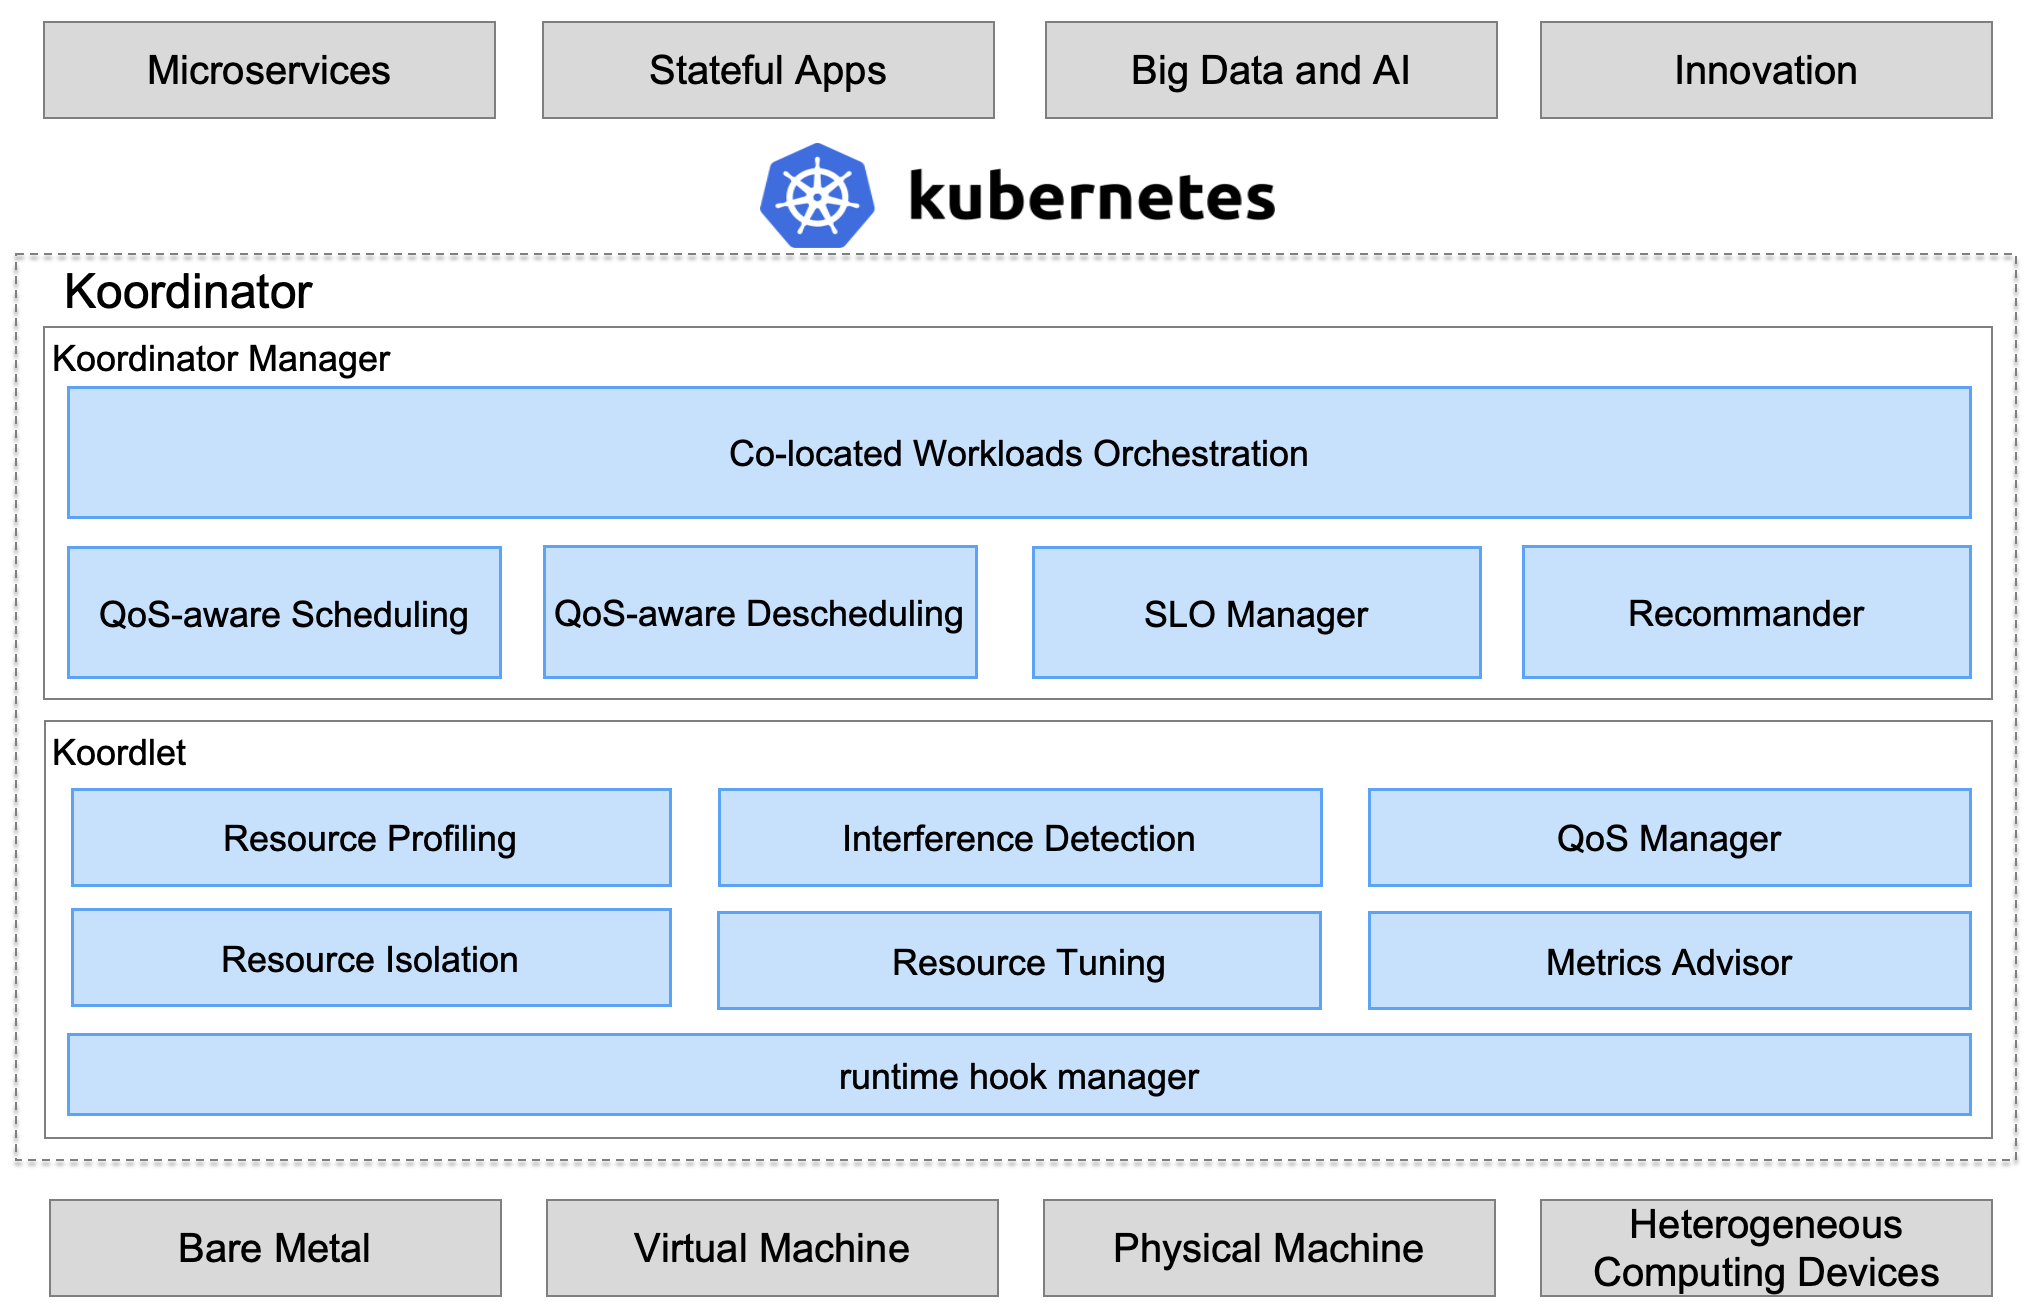 Microservices
Stateful Apps
Big Data and AI
Innovation
kubernetes
Koordinator
Koordinator Manager
Co-located Workloads Orchestration
QoS-aware Scheduling
QoS-aware Descheduling
SLO Manager
Recommander
Koordlet
Resource Profiling
Interference Detection
QoS Manager
Resource Isolation
Resource Tuning
Metrics Advisor
runtime hook manager
Bare Metal
Virtual Machine
Physical Machine
Heterogeneous
Computing Devices